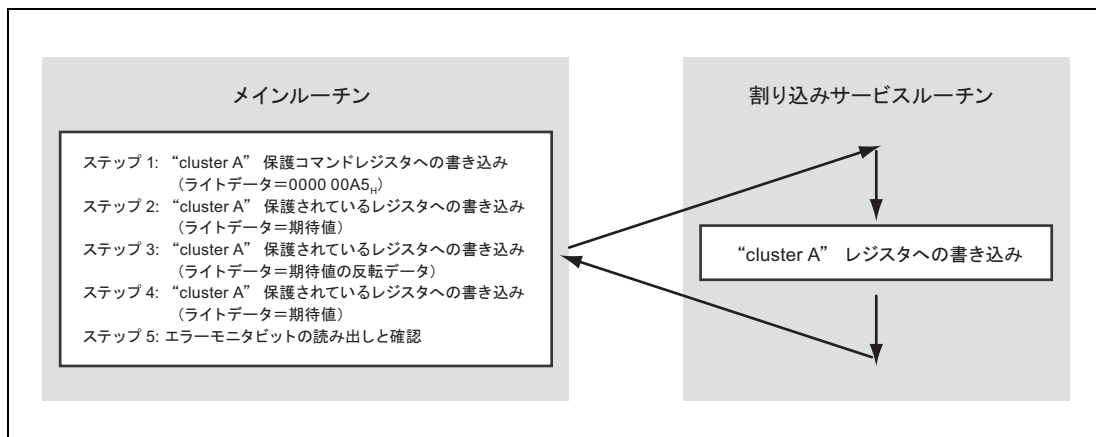 メインルーチン
ステップ 1: “cluster A” 保護コマンドレジスタへの書き込み
(ライトデータ=0000 00A5H)
ステップ 2: “cluster A” 保護されているレジスタへの書き込み
(ライトデータ=期待値)
ステップ 3: “cluster A” 保護されているレジスタへの書き込み
(ライトデータ=期待値の反転データ)
ステップ 4: “cluster A” 保護されているレジスタへの書き込み
(ライトデータ=期待値)
ステップ 5: エラーモニタビットの読み出しと確認
割り込みサービスルーチン
“cluster A” レジスタへの書き込み